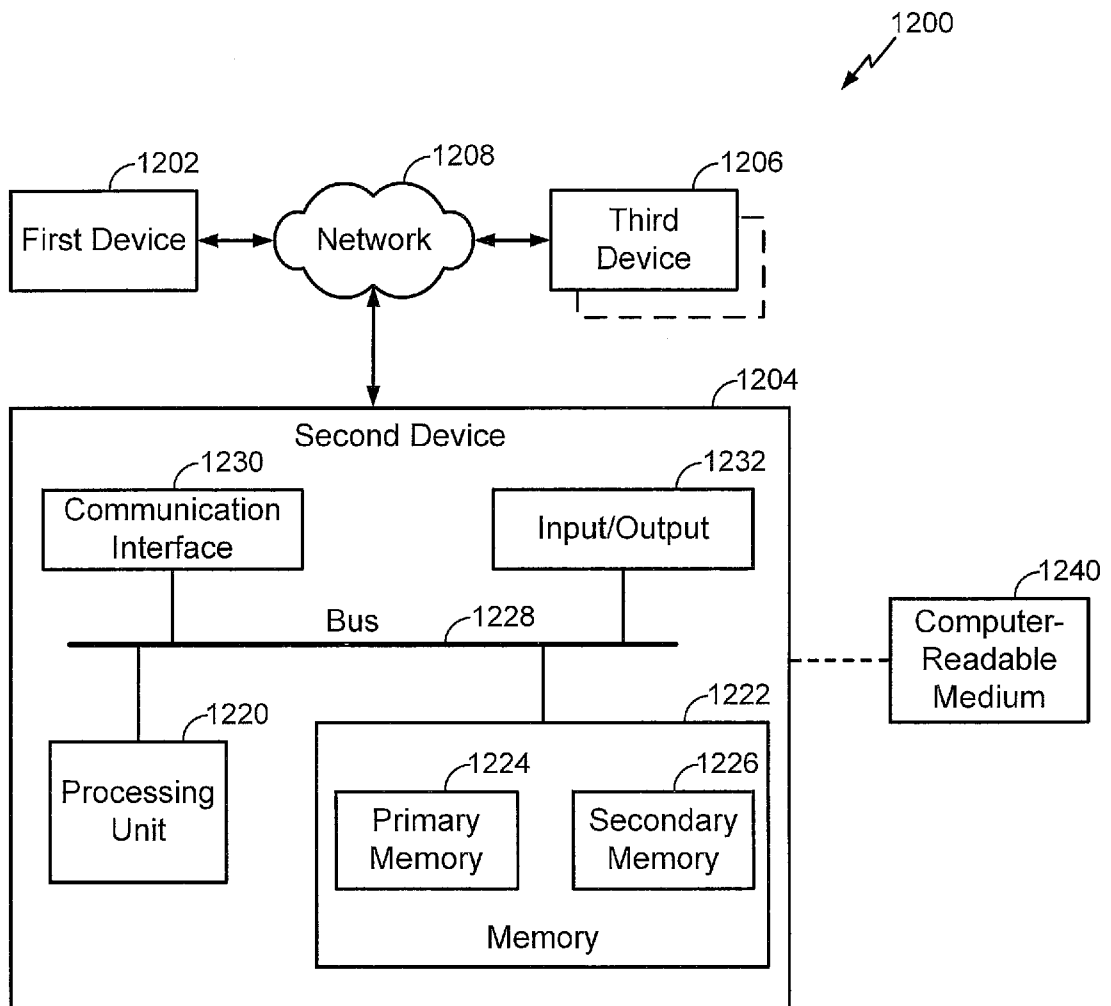 1200
1202
1208
1206
First Device
Network
Third
Device
1204
Second Device
1230
1232
Communication
Interface
Input/Output
1240
Bus
1228
Computer-
Readable
Medium
1220
1222
Processing
Unit
1224
1226
Primary
Memory
Secondary
Memory
Memory